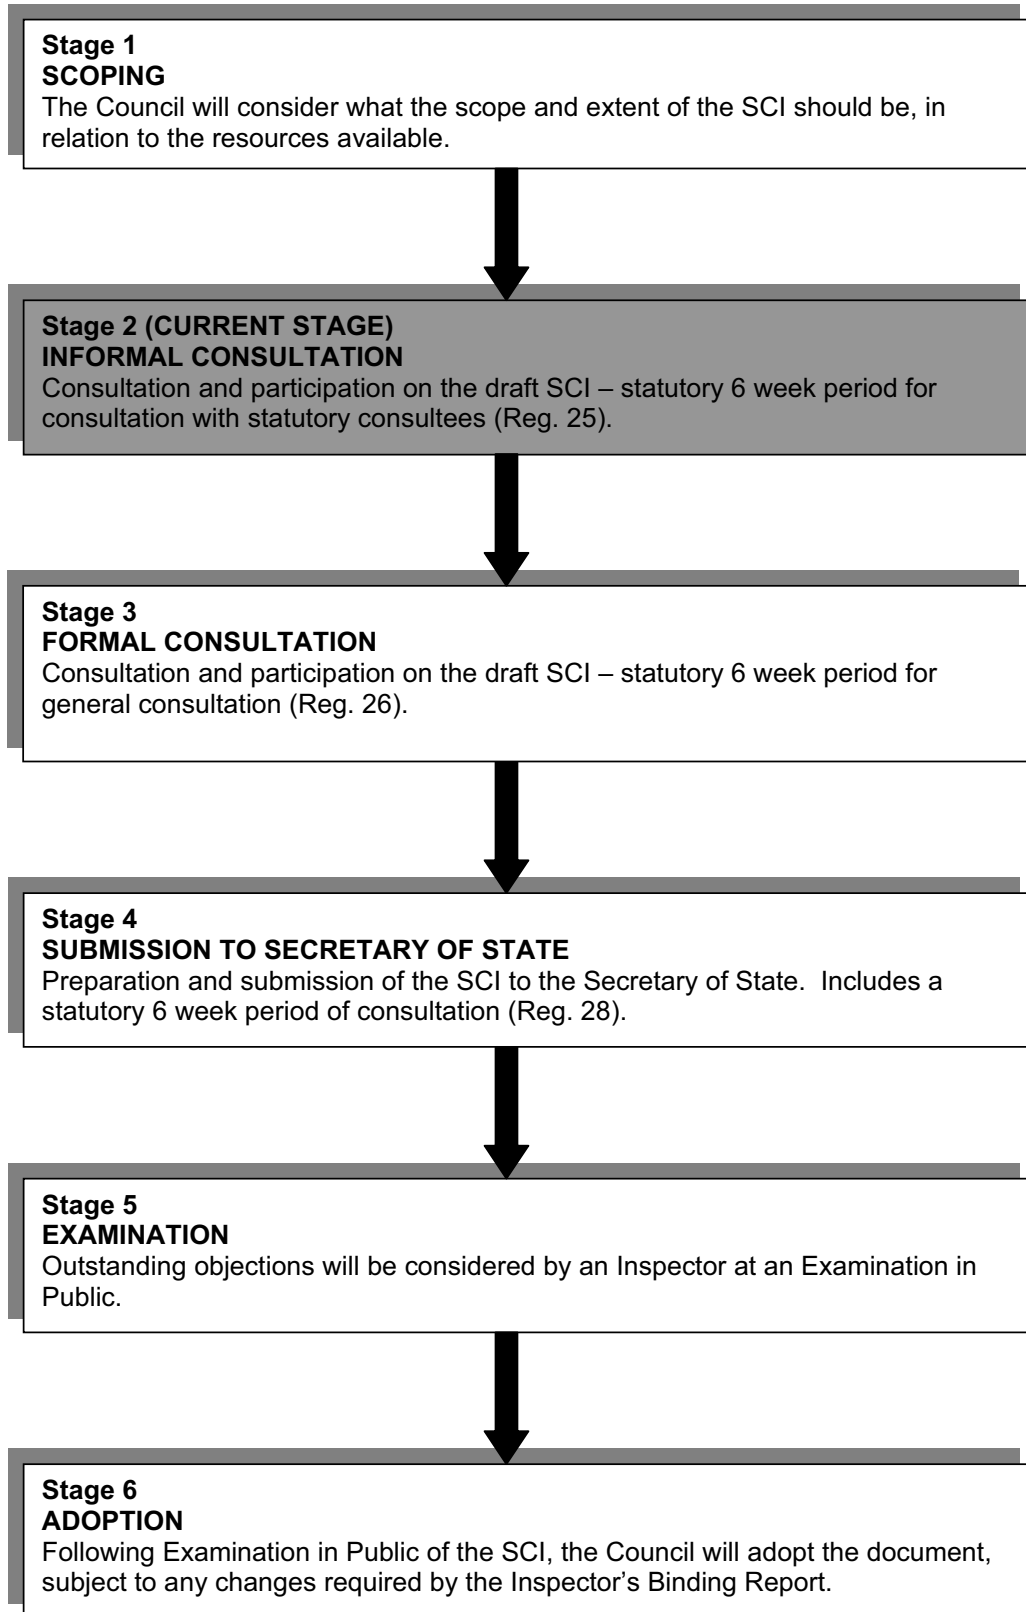 Stage 1
SCOPING
The Council will consider what the scope and extent of the SCI should be, in
relation to the resources available.
Stage 2 (CURRENT STAGE)
INFORMAL CONSULTATION
Consultation and participation on the draft SCI – statutory 6 week period for
consultation with statutory consultees (Reg. 25).
Stage 3
FORMAL CONSULTATION
Consultation and participation on the draft SCI – statutory 6 week period for
general consultation (Reg. 26).
Stage 4
SUBMISSION TO SECRETARY OF STATE
Preparation and submission of the SCI to the Secretary of State.  Includes a
statutory 6 week period of consultation (Reg. 28).
Stage 5
EXAMINATION
Outstanding objections will be considered by an Inspector at an Examination in
Public.
Stage 6
ADOPTION
Following Examination in Public of the SCI, the Council will adopt the document,
subject to any changes required by the Inspector’s Binding Report.